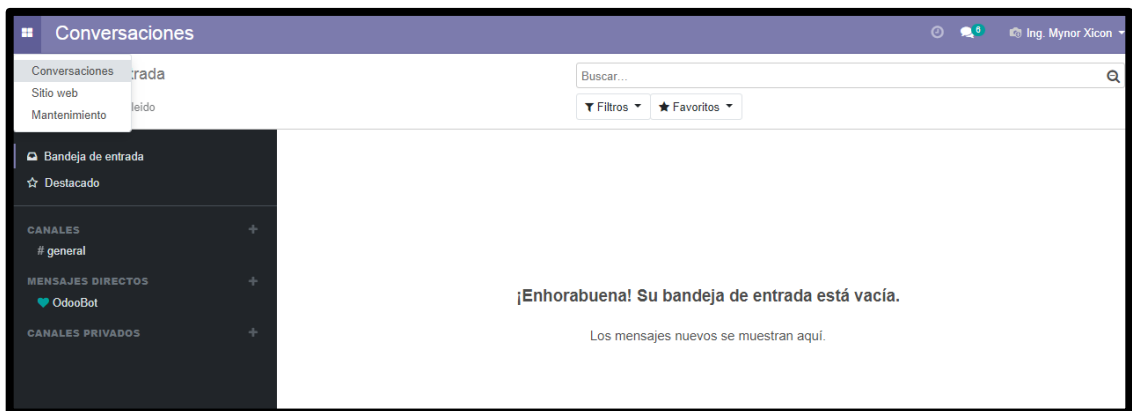 Conversaciones
6
Ing. Mynor Xicon
Conversaciones
Sitio web
Mantenimiento
trada
leído
Buscar...
Filtros
Favoritos
Bandeja de entrada
Destacado
CANALES
# general
MENSAJES DIRECTOS
OdooBot
CANALES PRIVADOS
¡Enhorabuena! Su bandeja de entrada está vacía.
Los mensajes nuevos se muestran aquí.